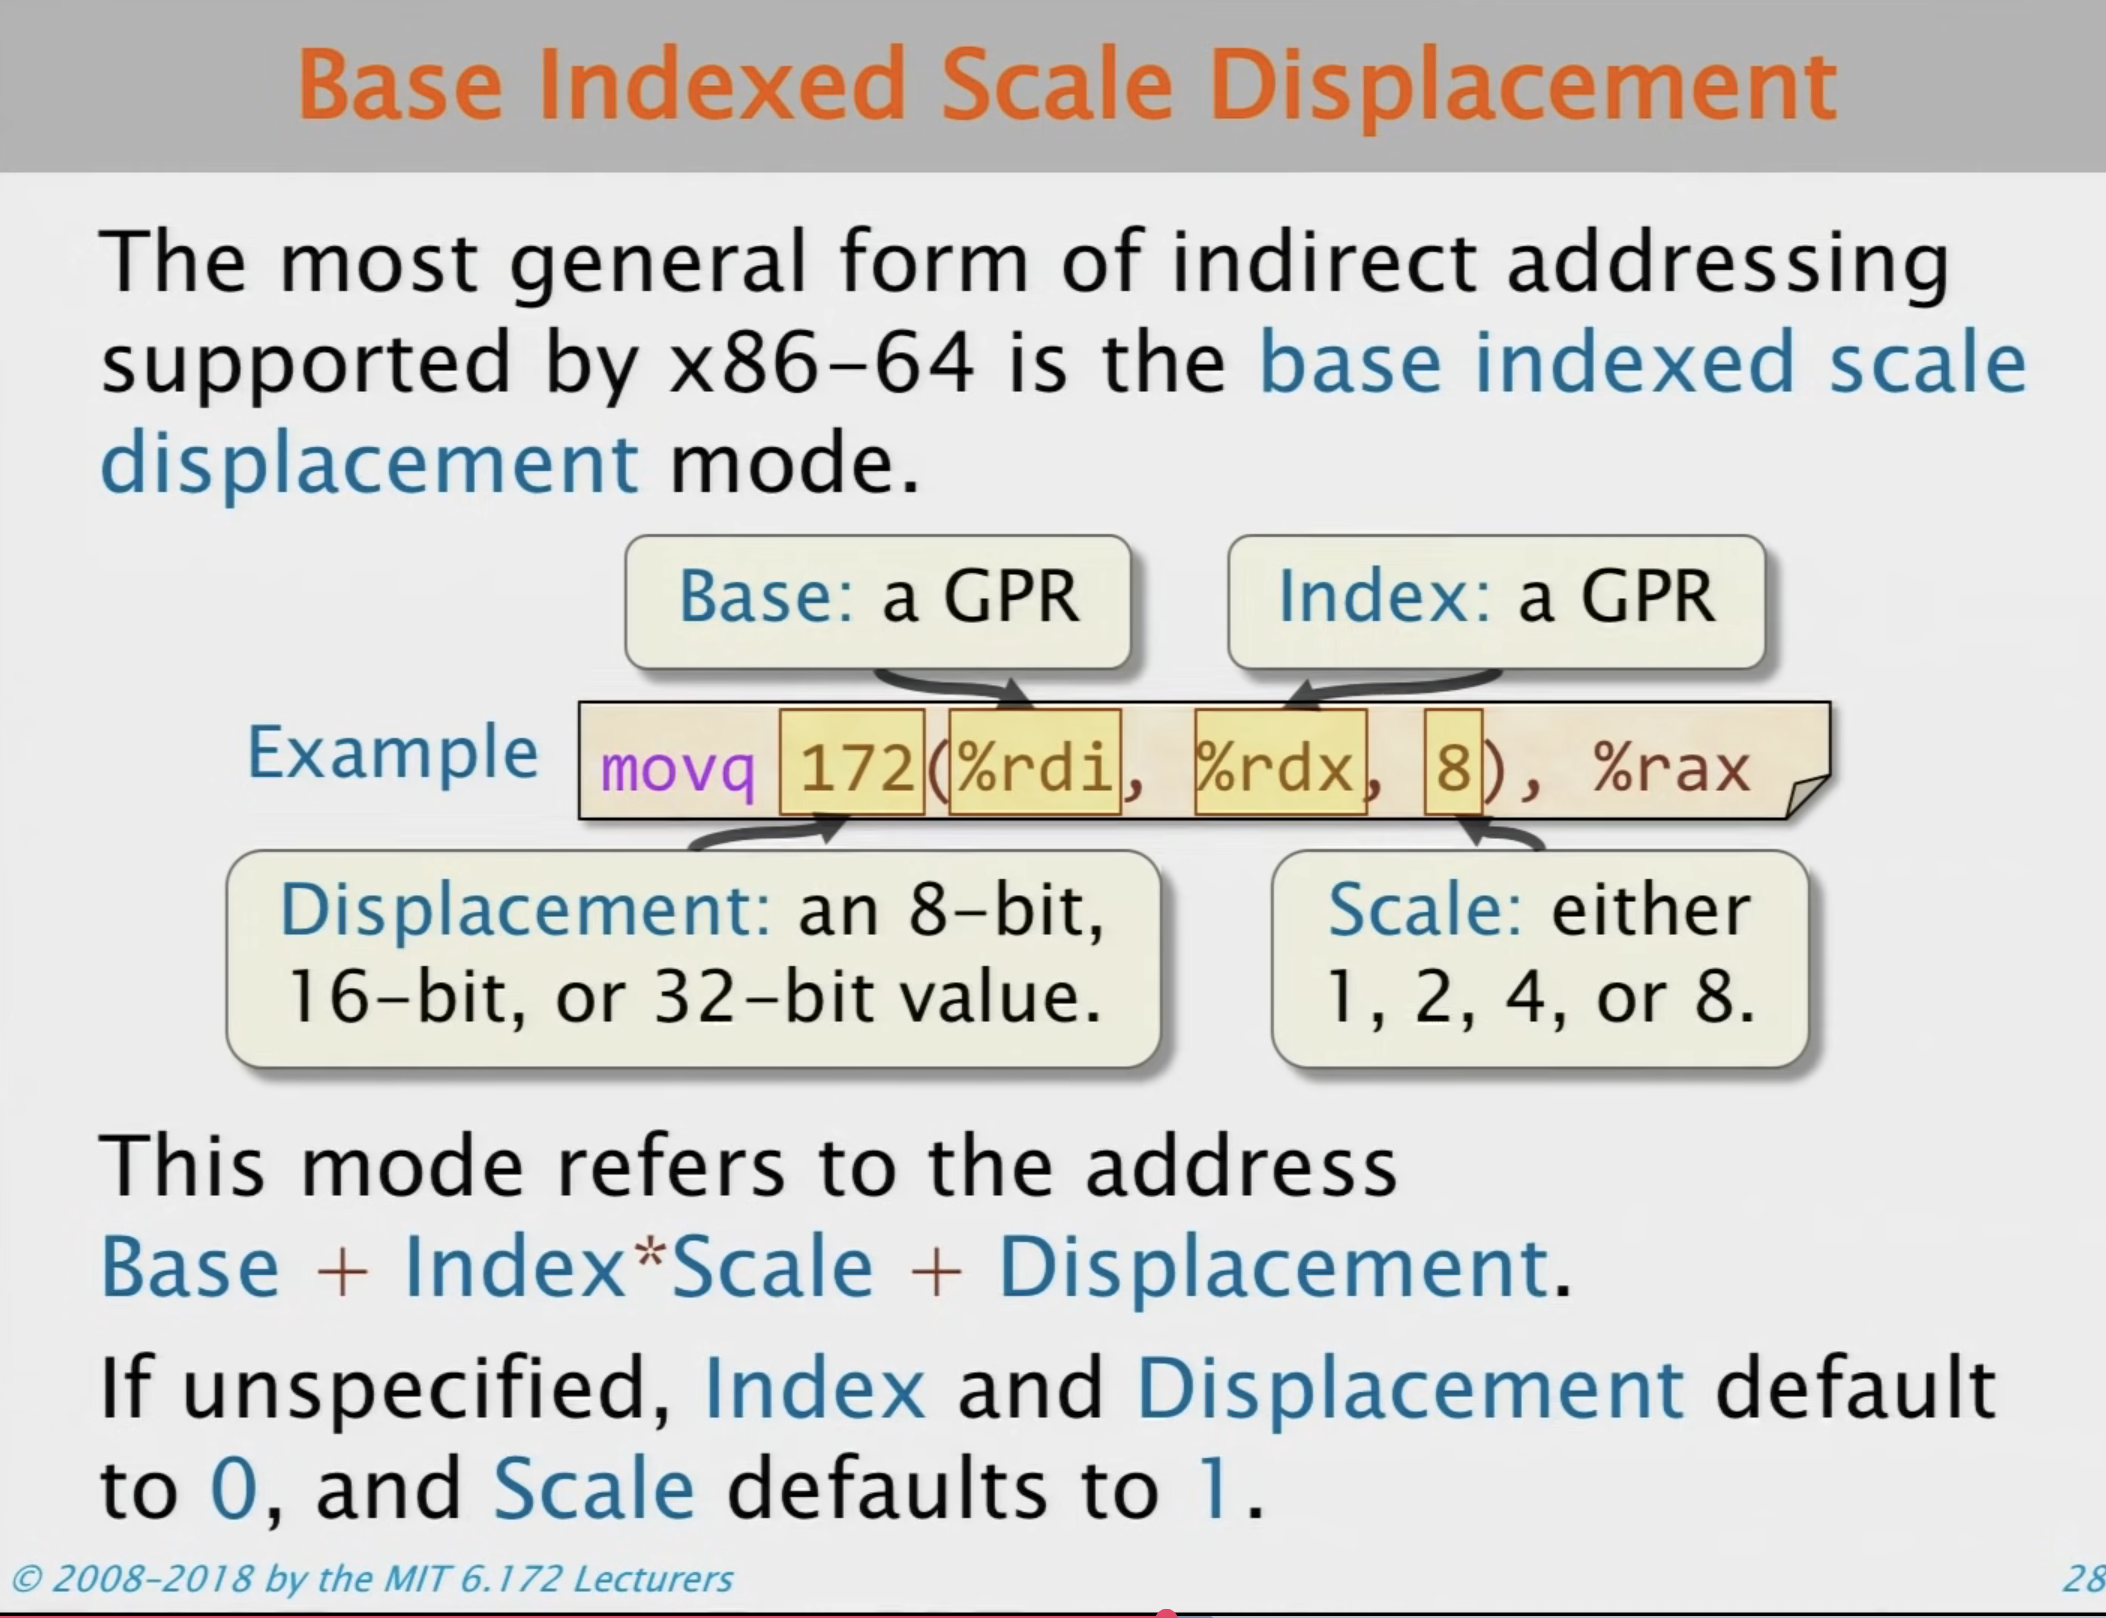 Base Indexed Scale Displacement
The most general form of indirect addressing
supported by x86-64 is the base indexed scale
displacement mode.
Base: a GPR
Index: a GPR
Example
movq 172(%rdi, %rdx, 8), %rax
Displacement: an 8-bit,
16-bit, or 32-bit value.
Scale: either
1, 2, 4, or 8.
This mode refers to the address
Base + Index*Scale + Displacement.
If unspecified, Index and Displacement default
to 0, and Scale defaults to 1.
© 2008-2018 by the MIT 6.172 Lecturers
28